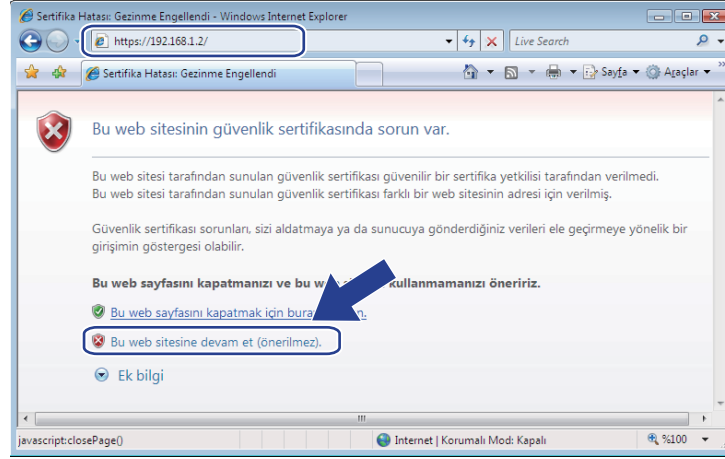 Sertifika Hatası: Gezinme Engellendi - Windows Internet Explorer
https://192.168.1.2/
Live Search
Sertifika Hatası: Gezinme Engellendi
Sayfa
Araçlar
Bu web sitesinin güvenlik sertifikasında sorun var.
Bu web sitesi tarafından sunulan güvenlik sertifikası güvenilir bir sertifika yetkilisi tarafından verilmedi.
Bu web sitesi tarafından sunulan güvenlik sertifikası farklı bir web sitesinin adresi için verilmiş.
Güvenlik sertifikası sorunları, sizi aldatmaya ya da sunucuya gönderdiğiniz verileri ele geçirmeye yönelik bir
girişimin göstergesi olabilir.
Bu web sayfasını kapatmanızı ve bu kullanmamanızı öneririz.
Bu web sayfasını kapatmak için
Bu web sitesine devam et (önerilmez).
Ek bilgi
javascript:closePage()
Internet | Korumalı Mod: Kapalı
%100